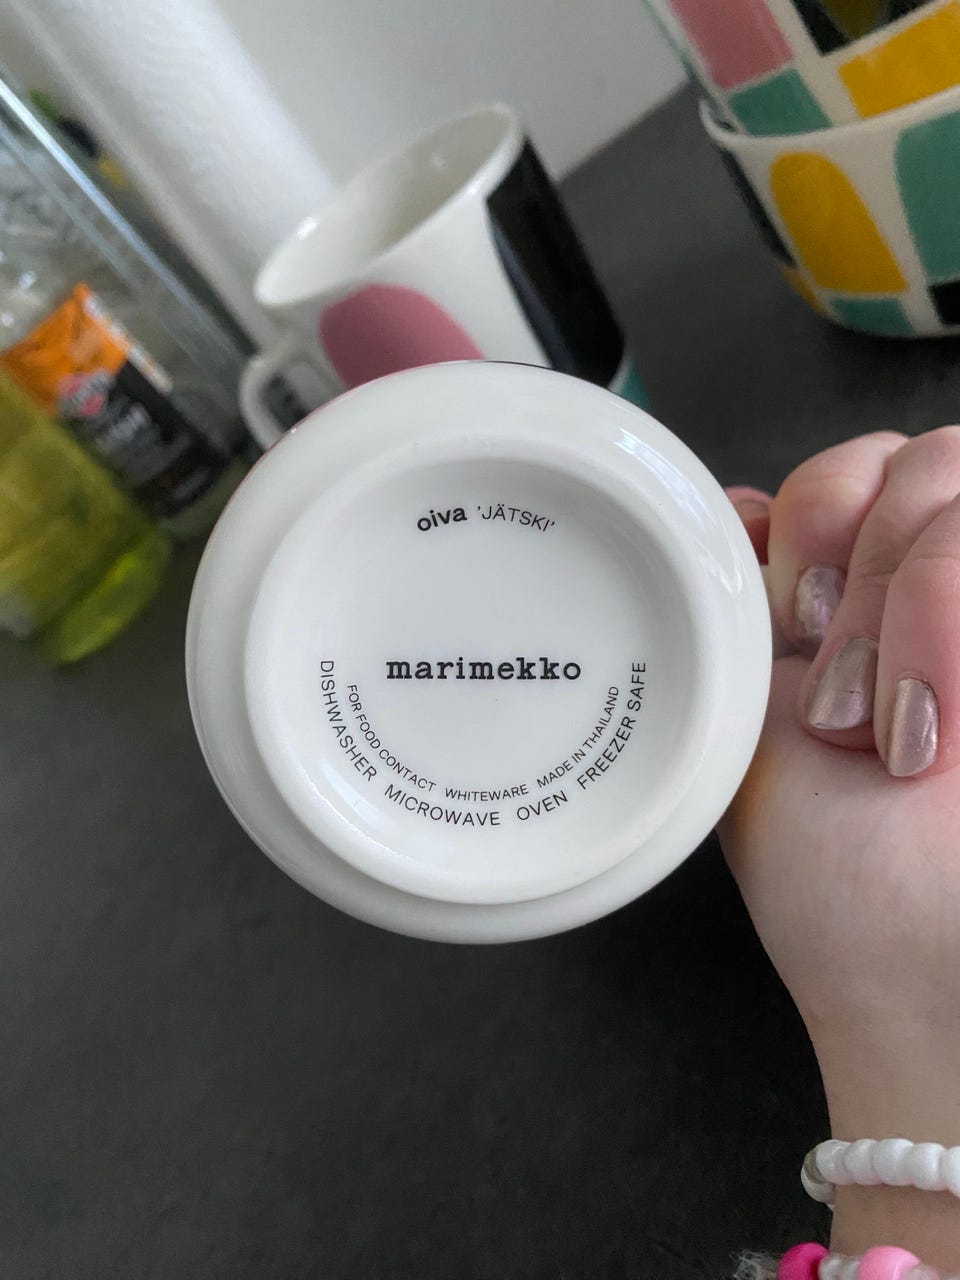 oiva 'JÄTSKI'
marimekko
FOR FOOD CONTACT WHITEWARE MADE IN THAILAND
DISHWASHER MICROWAVE OVEN FREEZER SAFE